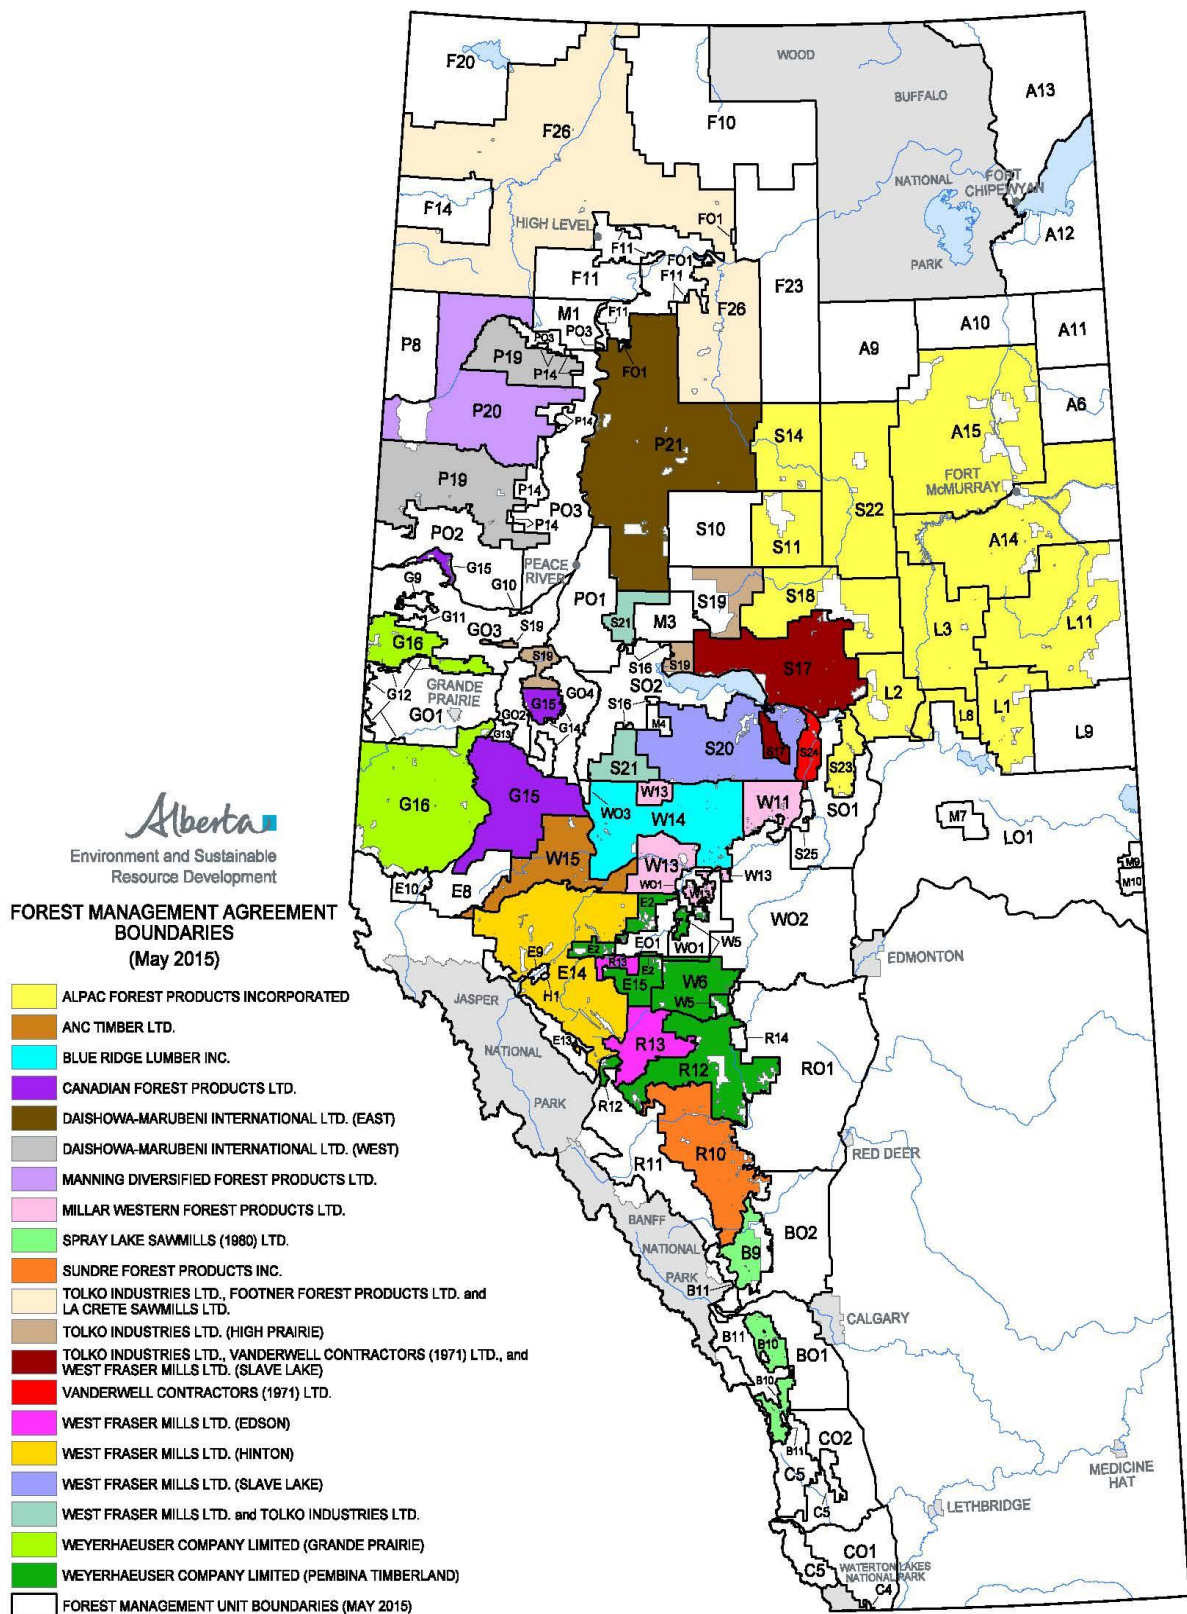 F20
WOOD
BUFFALO
A13
F10
F26
NATIONAL
FORT
CHIPEWYAN
F14
HIGH LEVEL
FO1
F11
FO1
F11
A12
PARK
F11
F23
F26
M1
F11
A10
A11
PO3
P8
PO3
P19
P14
FO1
A9
A6
P20
P14
P21
S14
A15
P19
P14
FORT
McMURRAY
PO3
S10
S22
P14
S11
A14
PO2
PEACE
RIVER
G15
G9
G10
PO1
S19
S18
G11
S21
M3
L3
L11
GO3
S19
G16
S19
S16
S19
S17
SO2
G12
GRANDE
PRAIRIE
GO4
L2
G15
S16
L1
GO1
GO2
M4
L8
G13
G14
L9
S20
S17
S24
S23
S21
G16
G15
W13
W11
SO1
WO3
W14
M7
LO1
Alberta
Environment and Sustainable
Resource Development
W15
S25
M9
W13
W13
M10
E10
E8
WO1
W13
FOREST MANAGEMENT AGREEMENT
BOUNDARIES
(May 2015)
E2
WO2
EO1
WO1
W5
E9
E2
EDMONTON
R13
E2
E14
E15
W6
JASPER
H1
W5
E13
R13
R14
NATIONAL
R12
RO1
PARK
R12
R10
RED DEER
R11
BANFF
BO2
NATIONAL
B9
PARK
B11
CALGARY
B11
B10
BO1
B10
CO2
B11
C5
MEDICINE
HAT
C5
LETHBRIDGE
CO1
WATERTON LAKES
NATIONAL PARK
C5
C4
ALPAC FOREST PRODUCTS INCORPORATED
ANC TIMBER LTD.
BLUE RIDGE LUMBER INC.
CANADIAN FOREST PRODUCTS LTD.
DAISHOWA-MARUBENI INTERNATIONAL LTD. (EAST)
DAISHOWA-MARUBENI INTERNATIONAL LTD. (WEST)
MANNING DIVERSIFIED FOREST PRODUCTS LTD.
MILLAR WESTERN FOREST PRODUCTS LTD.
SPRAY LAKE SAWMILLS (1980) LTD.
SUNDRE FOREST PRODUCTS INC.
TOLKO INDUSTRIES LTD., FOOTNER FOREST PRODUCTS LTD. and
LA CRETE SAWMILLS LTD.
TOLKO INDUSTRIES LTD. (HIGH PRAIRIE)
TOLKO INDUSTRIES LTD., VANDERWELL CONTRACTORS (1971) LTD., and
WEST FRASER MILLS LTD. (SLAVE LAKE)
VANDERWELL CONTRACTORS (1971) LTD.
WEST FRASER MILLS LTD. (EDSON)
WEST FRASER MILLS LTD. (HINTON)
WEST FRASER MILLS LTD. (SLAVE LAKE)
WEST FRASER MILLS LTD. and TOLKO INDUSTRIES LTD.
WEYERHAEUSER COMPANY LIMITED (GRANDE PRAIRIE)
WEYERHAEUSER COMPANY LIMITED (PEMBINA TIMBERLAND)
FOREST MANAGEMENT UNIT BOUNDARIES (MAY 2015)